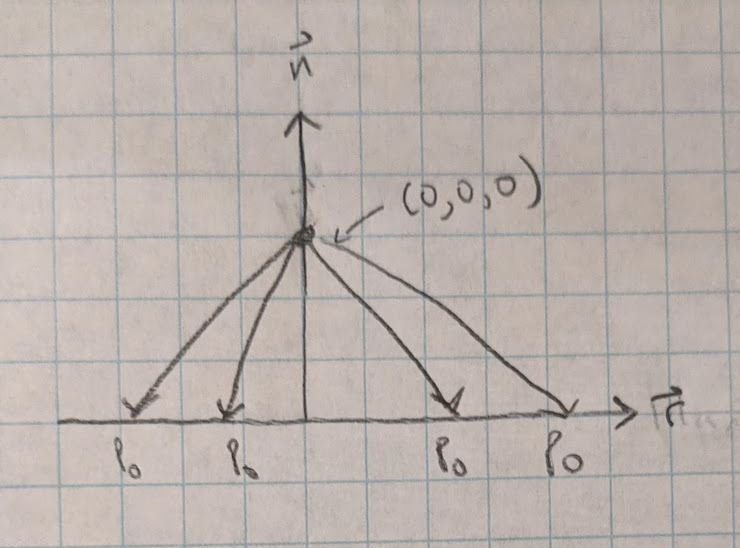 n⃗
(0,0,0)
π⃗
P₀ P₀ P₀ P₀